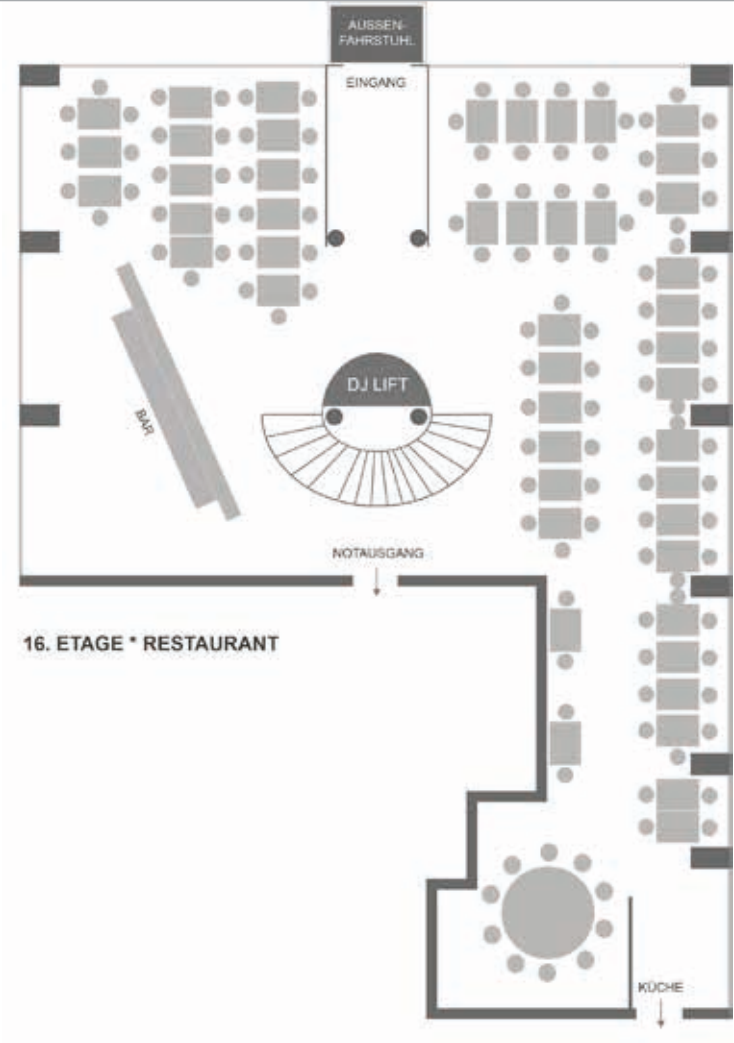 AUSSEN-
FAHRSTUHL
EINGANG
DJ LIFT
BAR
NOTAUSGANG
16. ETAGE * RESTAURANT
KÜCHE